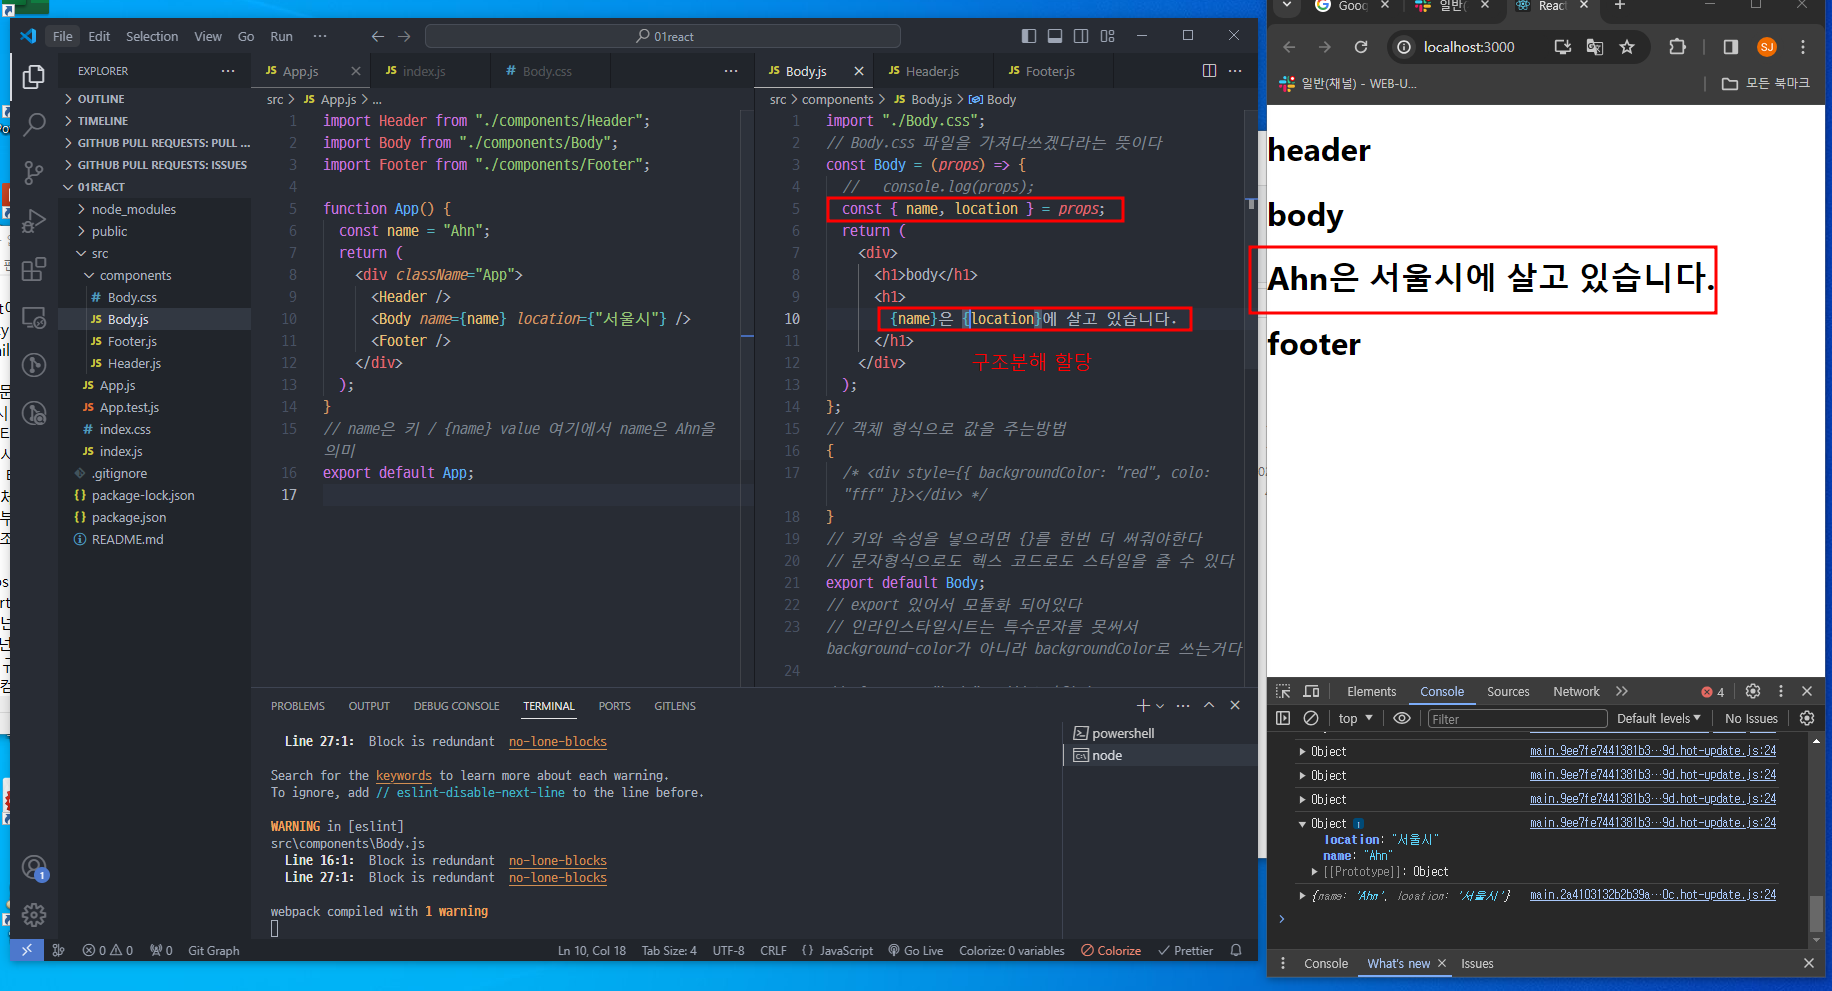 File Edit Selection View Go Run ··· 01react
EXPLORER ···
OUTLINE
TIMELINE
GITHUB PULL REQUESTS: PULL ...
GITHUB PULL REQUESTS: ISSUES
01REACT
node_modules
public
src
components
# Body.css
JS Body.js
JS Footer.js
JS Header.js
JS App.js
JS App.test.js
# index.css
JS index.js
.gitignore
{} package-lock.json
{} package.json
README.md
JS App.js JS index.js # Body.css ···
src > JS App.js > ...
1 import Header from "./components/Header";
2 import Body from "./components/Body";
3 import Footer from "./components/Footer";
4
5 function App() {
6 const name = "Ahn";
7 return (
8 <div className="App">
9 <Header />
10 <Body name={name} location={"서울시"} />
11 <Footer />
12 </div>
13 );
14 }
15 // name은 키 / {name} value 여기에서 name은 Ahn을
의미
16 export default App;
17
JS Body.js JS Header.js JS Footer.js ···
src > components > JS Body.js > Body
1 import "./Body.css";
2 // Body.css 파일을 가져다쓰겠다라는 뜻이다
3 const Body = (props) => {
4 // console.log(props);
5 const { name, location } = props;
6 return (
7 <div>
8 <h1>body</h1>
9 <h1>
10 {name}은 {location}에 살고 있습니다.
11 </h1>
구조분해 할당
12 </div>
13 );
14 };
15 // 객체 형식으로 값을 주는방법
16 {
17 /* <div style={{ backgroundColor: "red", colo:
"fff" }}></div> */
18 }
19 // 키와 속성을 넣으려면 {}를 한번 더 써줘야한다
20 // 문자형식으로도 헥스 코드로도 스타일을 줄 수 있다
21 export default Body;
22 // export 있어서 모듈화 되어있다
23 // 인라인스타일시트는 특수문자를 못써서
background-color가 아니라 backgroundColor로 쓰는거다
24
PROBLEMS OUTPUT DEBUG CONSOLE TERMINAL PORTS GITLENS
Line 27:1: Block is redundant no-lone-blocks
Search for the keywords to learn more about each warning.
To ignore, add // eslint-disable-next-line to the line before.
WARNING in [eslint]
src\components\Body.js
Line 16:1: Block is redundant no-lone-blocks
Line 27:1: Block is redundant no-lone-blocks
webpack compiled with 1 warning
powershell
node
0 0 0 Git Graph Ln 10, Col 18 Tab Size: 4 UTF-8 CRLF {} JavaScript Go Live Colorize: 0 variables Colorize Prettier
1
Goog 일반( Reac
localhost:3000 SJ
일반(채널) - WEB-U... 모든 북마크
header
body
Ahn은 서울시에 살고 있습니다.
footer
Elements Console Sources Network 4
top Filter Default levels No Issues
Object main.9ee7fe7441381b3…9d.hot-update.js:24
Object main.9ee7fe7441381b3…9d.hot-update.js:24
Object main.9ee7fe7441381b3…9d.hot-update.js:24
Object main.9ee7fe7441381b3…9d.hot-update.js:24
location: "서울시"
name: "Ahn"
[[Prototype]]: Object
{name: 'Ahn', location: '서울시'} main.2a4103132b2b39a…0c.hot-update.js:24
Console What's new Issues